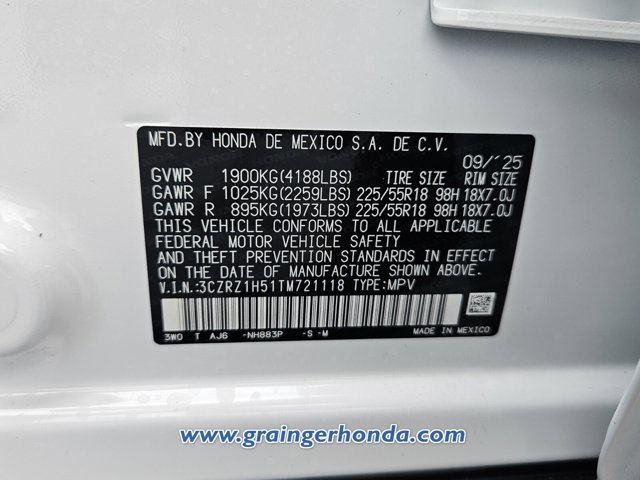 MFD.BY HONDA DE MEXICO S.A. DE C.V.
09/´25
GVWR 1900KG(4188LBS) TIRE SIZE RIM SIZE
GAWR F 1025KG(2259LBS) 225/55R18 98H 18X7.0J
GAWR R 895KG(1973LBS) 225/55R18 98H 18X7.0J
THIS VEHICLE CONFORMS TO ALL APPLICABLE
FEDERAL MOTOR VEHICLE SAFETY
AND THEFT PREVENTION STANDARDS IN EFFECT
ON THE DATE OF MANUFACTURE SHOWN ABOVE.
V.I.N.:3CZRZ1H51TM721118 TYPE:MPV
3W0 T AJ6 -NH883P -S-M MADE IN MEXICO
www.graingerhonda.com